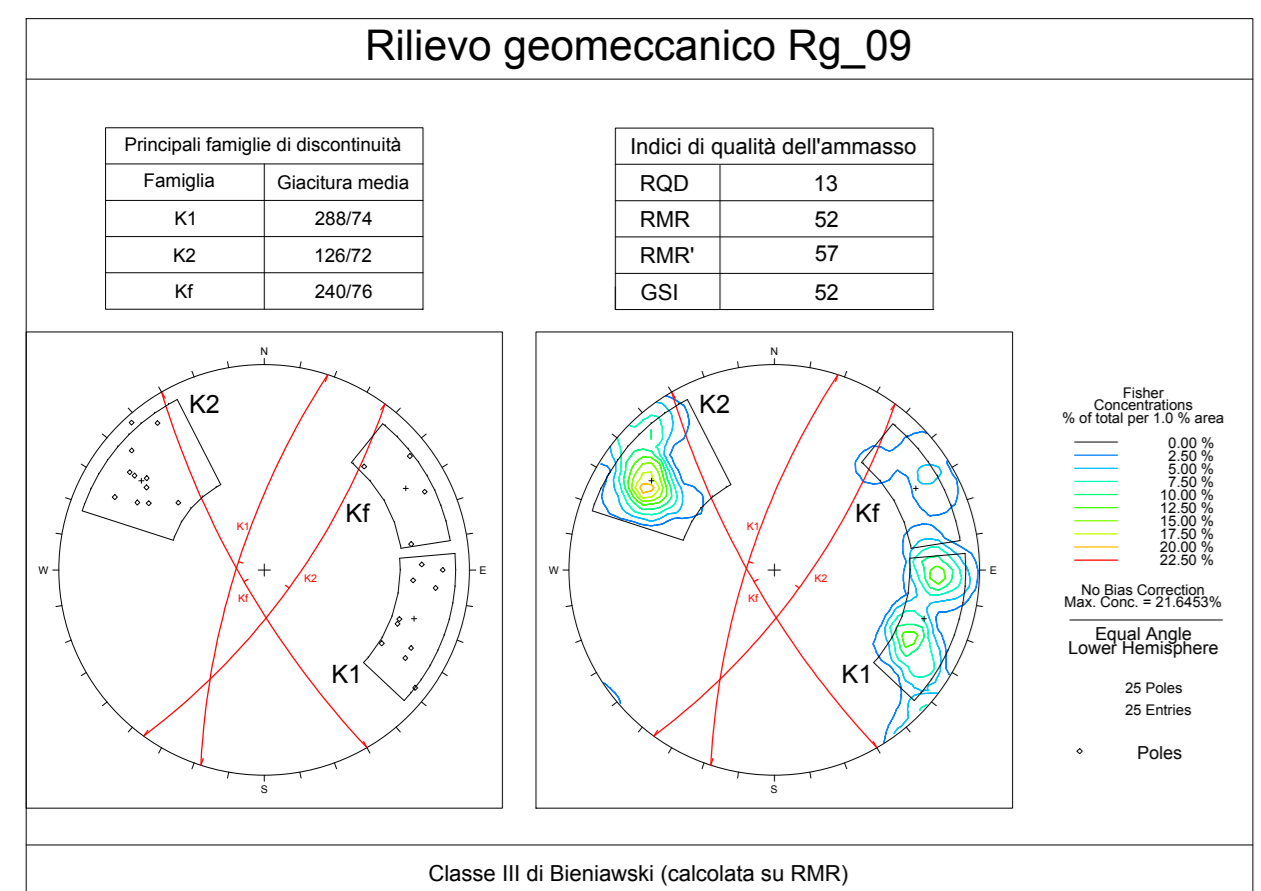 Rilievo geomeccanico Rg_09
Principali famiglie di discontinuità
Famiglia Giacitura media
K1 288/74
K2 126/72
Kf 240/76
Indici di qualità dell'ammasso
RQD 13
RMR 52
RMR' 57
GSI 52
N
K2
Kf
K1
W
E
K2
Kf
K1
S
N
K2
Kf
K1
W
E
K2
Kf
K1
S
Fisher
Concentrations
% of total per 1.0 % area
0.00 %
2.50 %
5.00 %
7.50 %
10.00 %
12.50 %
15.00 %
17.50 %
20.00 %
22.50 %
No Bias Correction
Max. Conc. = 21.6453%
Equal Angle
Lower Hemisphere
25 Poles
25 Entries
Poles
Classe III di Bieniawski (calcolata su RMR)